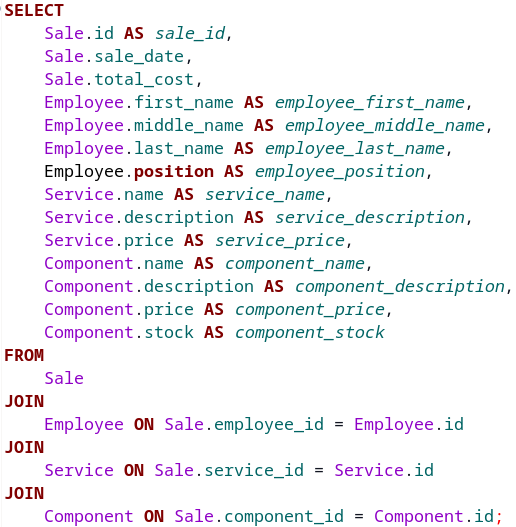 SELECT
    Sale.id AS sale_id,
    Sale.sale_date,
    Sale.total_cost,
    Employee.first_name AS employee_first_name,
    Employee.middle_name AS employee_middle_name,
    Employee.last_name AS employee_last_name,
    Employee.position AS employee_position,
    Service.name AS service_name,
    Service.description AS service_description,
    Service.price AS service_price,
    Component.name AS component_name,
    Component.description AS component_description,
    Component.price AS component_price,
    Component.stock AS component_stock
FROM
    Sale
JOIN
    Employee ON Sale.employee_id = Employee.id
JOIN
    Service ON Sale.service_id = Service.id
JOIN
    Component ON Sale.component_id = Component.id;